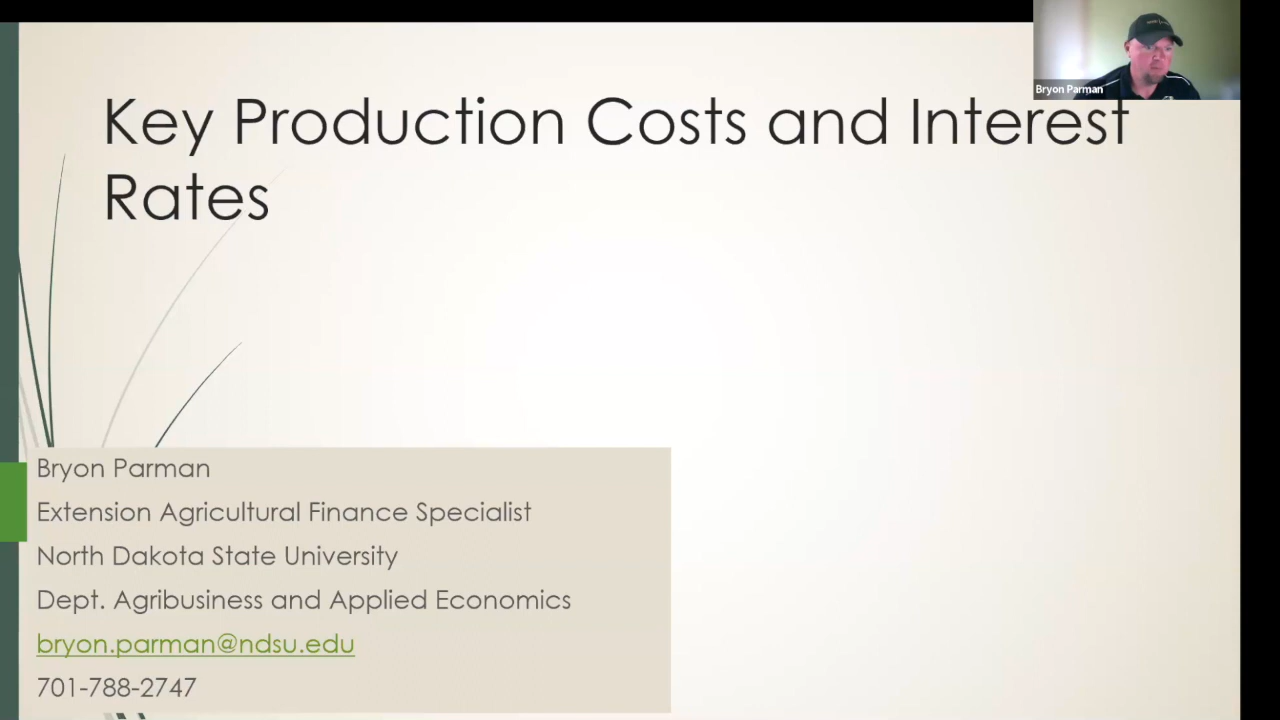 Bryon Parman
Key Production Costs and Interest
Rates
Bryon Parman
Extension Agricultural Finance Specialist
North Dakota State University
Dept. Agribusiness and Applied Economics
bryon.parman@ndsu.edu
701-788-2747